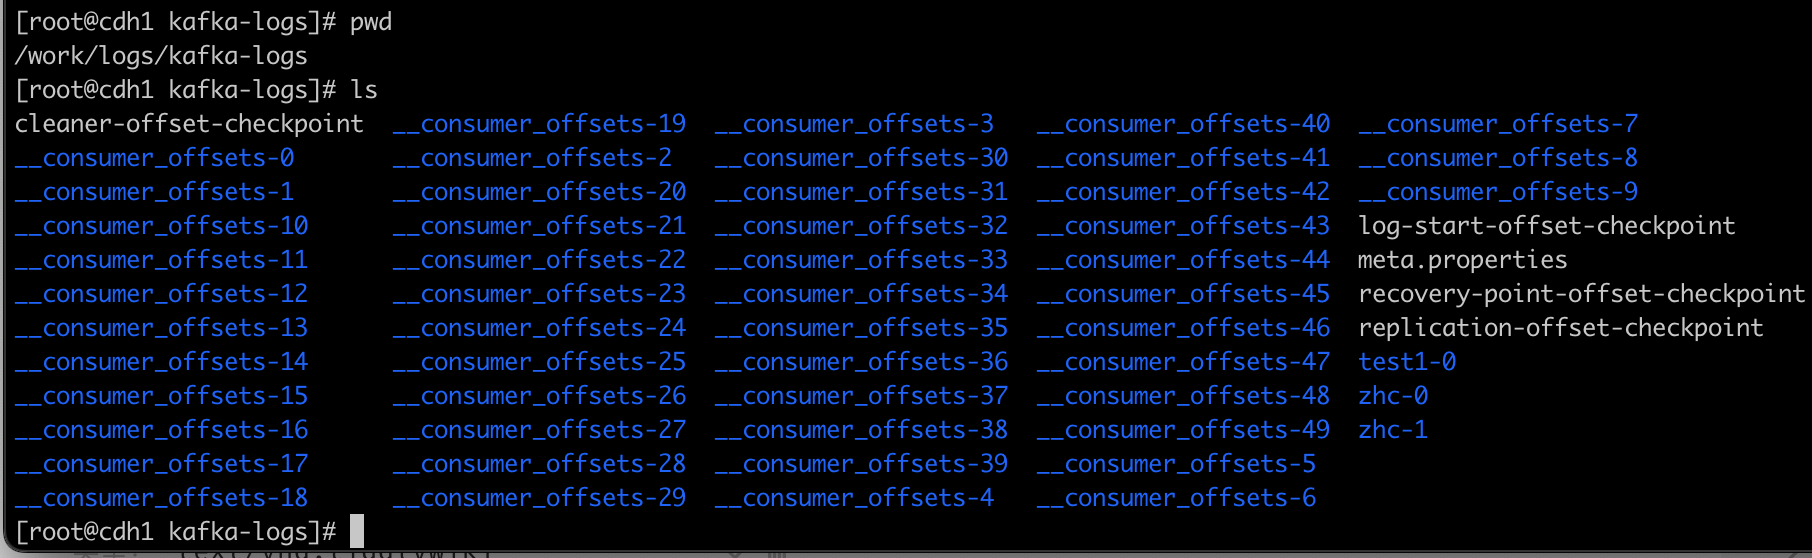 [root@cdh1 kafka-logs]# pwd
/work/logs/kafka-logs
[root@cdh1 kafka-logs]# ls
cleaner-offset-checkpoint  __consumer_offsets-19  __consumer_offsets-3   __consumer_offsets-40  __consumer_offsets-7
__consumer_offsets-0       __consumer_offsets-2   __consumer_offsets-30  __consumer_offsets-41  __consumer_offsets-8
__consumer_offsets-1       __consumer_offsets-20  __consumer_offsets-31  __consumer_offsets-42  __consumer_offsets-9
__consumer_offsets-10      __consumer_offsets-21  __consumer_offsets-32  __consumer_offsets-43  log-start-offset-checkpoint
__consumer_offsets-11      __consumer_offsets-22  __consumer_offsets-33  __consumer_offsets-44  meta.properties
__consumer_offsets-12      __consumer_offsets-23  __consumer_offsets-34  __consumer_offsets-45  recovery-point-offset-checkpoint
__consumer_offsets-13      __consumer_offsets-24  __consumer_offsets-35  __consumer_offsets-46  replication-offset-checkpoint
__consumer_offsets-14      __consumer_offsets-25  __consumer_offsets-36  __consumer_offsets-47  test1-0
__consumer_offsets-15      __consumer_offsets-26  __consumer_offsets-37  __consumer_offsets-48  zhc-0
__consumer_offsets-16      __consumer_offsets-27  __consumer_offsets-38  __consumer_offsets-49  zhc-1
__consumer_offsets-17      __consumer_offsets-28  __consumer_offsets-39  __consumer_offsets-5
__consumer_offsets-18      __consumer_offsets-29  __consumer_offsets-4   __consumer_offsets-6
[root@cdh1 kafka-logs]#